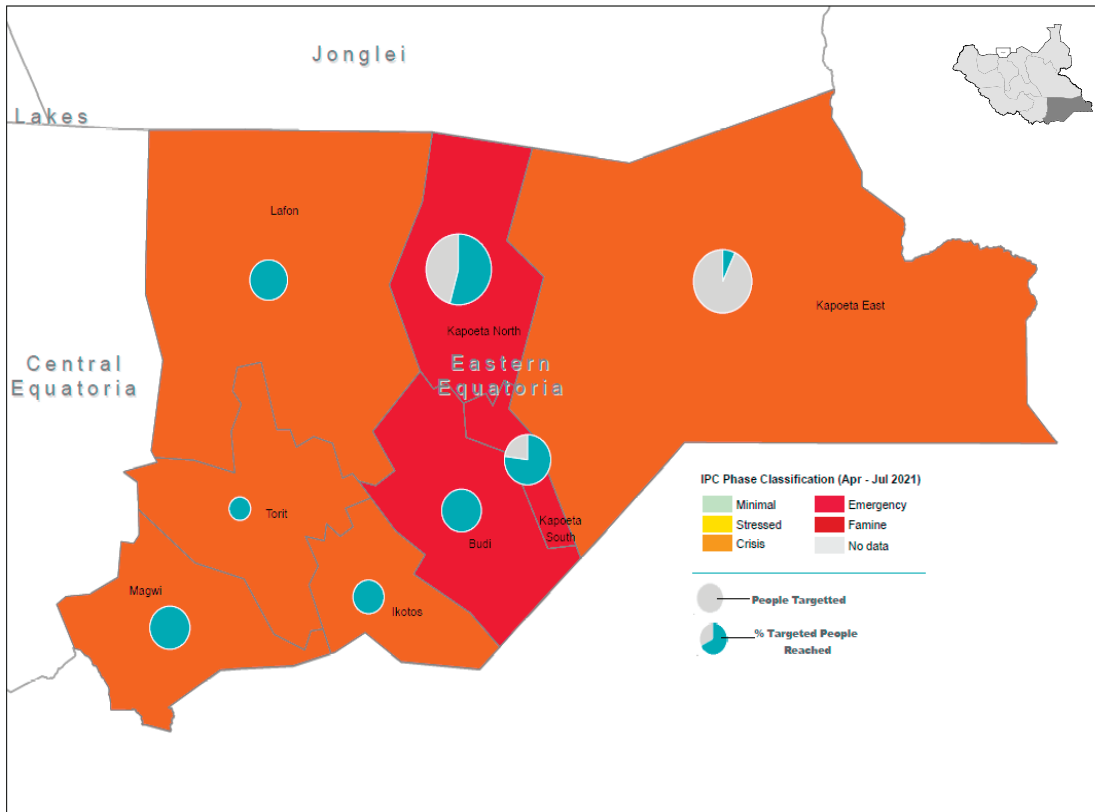 Jonglei
Lakes
Lafon
Kapoeta East
Kapoeta North
Central
Equatoria
Eastern
Equatoria
IPC Phase Classification (Apr - Jul 2021)
Minimal
Emergency
Stressed
Famine
Crisis
No data
Torit
Budi
Kapoeta
South
Magwi
Ikotos
People Targetted
% Targeted People
Reached